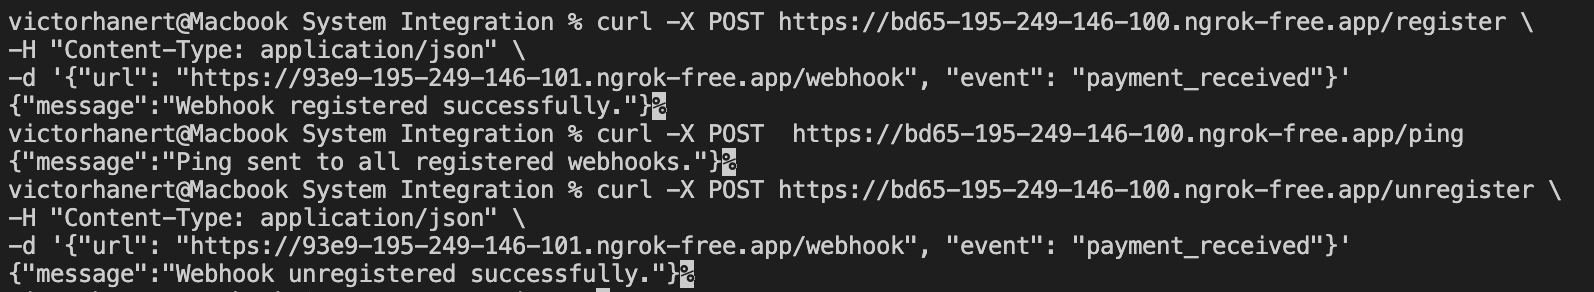 victorhanert@Macbook System Integration % curl -X POST https://bd65-195-249-146-100.ngrok-free.app/register \
-H "Content-Type: application/json" \
-d '{"url": "https://93e9-195-249-146-101.ngrok-free.app/webhook", "event": "payment_received"}'
{"message":"Webhook registered successfully."}%
victorhanert@Macbook System Integration % curl -X POST  https://bd65-195-249-146-100.ngrok-free.app/ping
{"message":"Ping sent to all registered webhooks."}%
victorhanert@Macbook System Integration % curl -X POST https://bd65-195-249-146-100.ngrok-free.app/unregister \
-H "Content-Type: application/json" \
-d '{"url": "https://93e9-195-249-146-101.ngrok-free.app/webhook", "event": "payment_received"}'
{"message":"Webhook unregistered successfully."}%